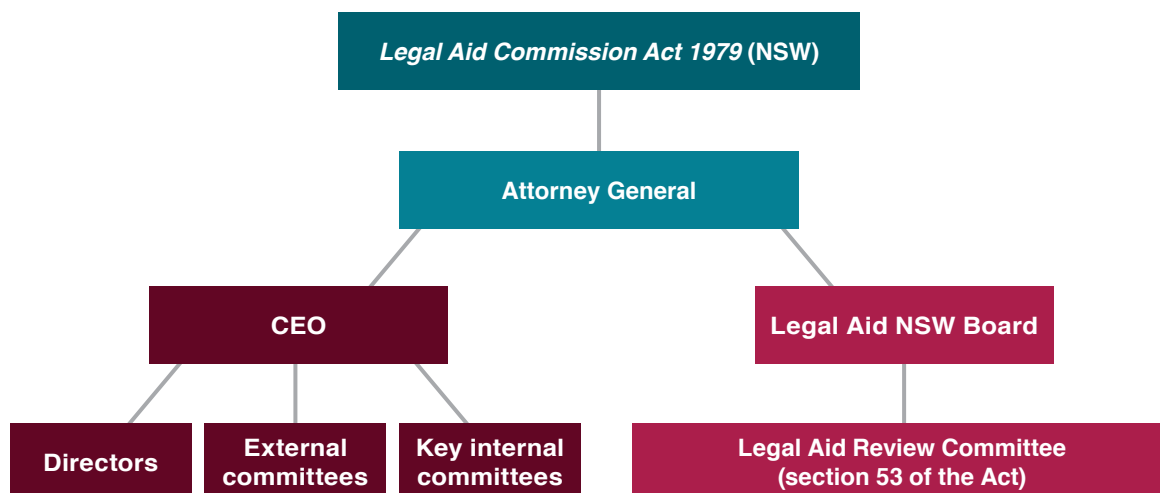 Legal Aid Commission Act 1979 (NSW)
Attorney General
CEO
Legal Aid NSW Board
Directors
External
committees
Key internal
committees
Legal Aid Review Committee
(section 53 of the Act)